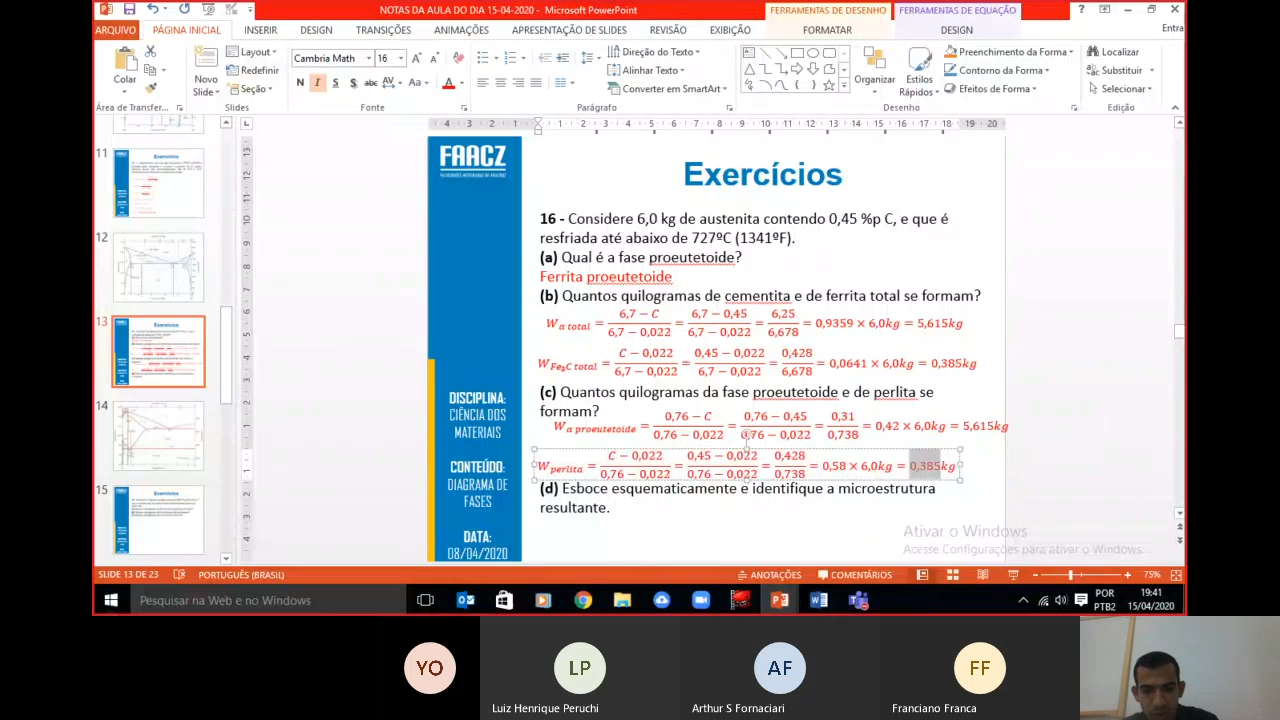 NOTAS DA AULA DO DIA 15-04-2020 - Microsoft PowerPoint
FERRAMENTAS DE DESENHO
FERRAMENTAS DE EQUAÇÃO
ARQUIVO PÁGINA INICIAL INSERIR DESIGN TRANSIÇÕES ANIMAÇÕES APRESENTAÇÃO DE SLIDES REVISÃO EXIBIÇÃO FORMATAR DESIGN Entra
Colar
Novo Slide
Layout
Redefinir
Seção
Cambria Math 16
N I S S abc AV Aa A
Direção do Texto
Alinhar Texto
Converter em SmartArt
Organizar
Estilos Rápidos
Preenchimento da Forma
Contorno da Forma
Efeitos de Forma
Localizar
Substituir
Selecionar
Área de Transfer... Slides Fonte Parágrafo Desenho Edição
11
12
13
14
15
FAACZ
DISCIPLINA:
CIÊNCIA DOS
MATERIAIS
CONTEÚDO:
DIAGRAMA DE
FASES
DATA:
08/04/2020
Exercícios
16 - Considere 6,0 kg de austenita contendo 0,45 %p C, e que é
resfriada até abaixo de 727ºC (1341ºF).
(a) Qual é a fase proeutetoide?
Ferrita proeutetoide
(b) Quantos quilogramas de cementita e de ferrita total se formam?
W α total = (6,7 − C)/(6,7 − 0,022) = (6,7 − 0,45)/(6,7 − 0,022) = 6,25/6,678 = 0,9359 × 6,0kg = 5,615kg
W Fe₃C total = (C − 0,022)/(6,7 − 0,022) = (0,45 − 0,022)/(6,7 − 0,022) = 0,428/6,678 = 0,0641 × 6,0kg = 0,385kg
(c) Quantos quilogramas da fase proeutetoide e de perlita se
formam?
W α proeutetoide = (0,76 − C)/(0,76 − 0,022) = (0,76 − 0,45)/(0,76 − 0,022) = 0,31/0,738 = 0,42 × 6,0kg = 5,615kg
W perlita = (C − 0,022)/(0,76 − 0,022) = (0,45 − 0,022)/(0,76 − 0,022) = 0,428/0,738 = 0,58 × 6,0kg = 0,385kg
(d) Esboce esquematicamente e identifique a microestrutura
resultante.
Ativar o Windows
Acesse Configurações para ativar o Windows.
SLIDE 13 DE 23 PORTUGUÊS (BRASIL) ANOTAÇÕES COMENTÁRIOS 75%
Pesquisar na Web e no Windows
POR
PTB2
19:41
15/04/2020
YO
LP
AF
FF
Luiz Henrique Peruchi
Arthur S Fornaciari
Franciano Franca